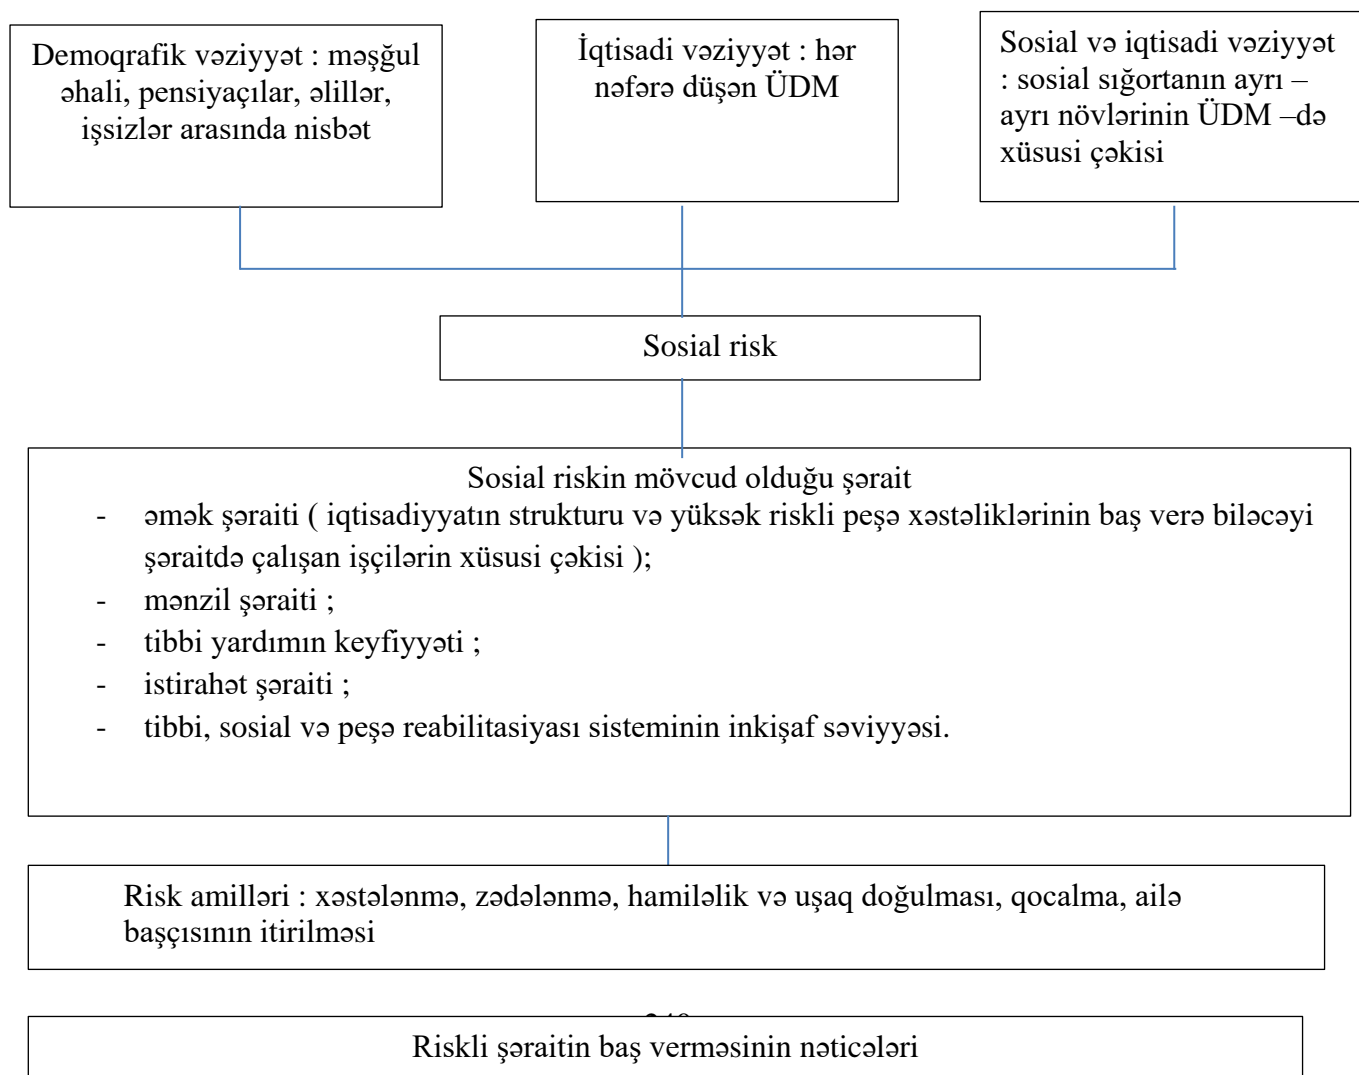 Demoqrafik vəziyyət : məşğul
əhali, pensiyaçılar, əlillər,
işsizlər arasında nisbət
İqtisadi vəziyyət : hər
nəfərə düşən ÜDM
Sosial və iqtisadi vəziyyət
: sosial sığortanın ayrı –
ayrı növlərinin ÜDM –də
xüsusi çəkisi
Sosial risk
Sosial riskin mövcud olduğu şərait
- əmək şəraiti ( iqtisadiyyatın strukturu və yüksək riskli peşə xəstəliklərinin baş verə biləcəyi
şəraitdə çalışan işçilərin xüsusi çəkisi );
- mənzil şəraiti ;
- tibbi yardımın keyfiyyəti ;
- istirahət şəraiti ;
- tibbi, sosial və peşə reabilitasiyası sisteminin inkişaf səviyyəsi.
Risk amilləri : xəstələnmə, zədələnmə, hamiləlik və uşaq doğulması, qocalma, ailə
başçısının itirilməsi
Riskli şəraitin baş verməsinin nəticələri